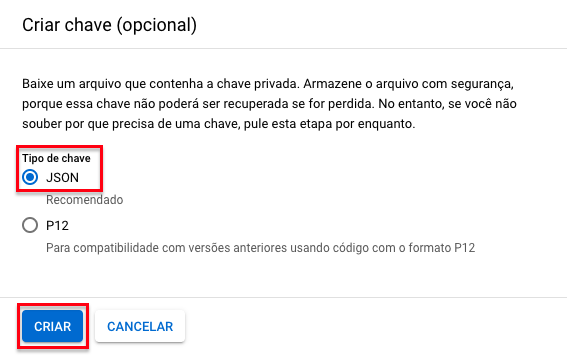 Criar chave (opcional)
Baixe um arquivo que contenha a chave privada. Armazene o arquivo com segurança,
porque essa chave não poderá ser recuperada se for perdida. No entanto, se você não
souber por que precisa de uma chave, pule esta etapa por enquanto.
Tipo de chave
JSON
Recomendado
P12
Para compatibilidade com versões anteriores usando código com o formato P12
CRIAR CANCELAR